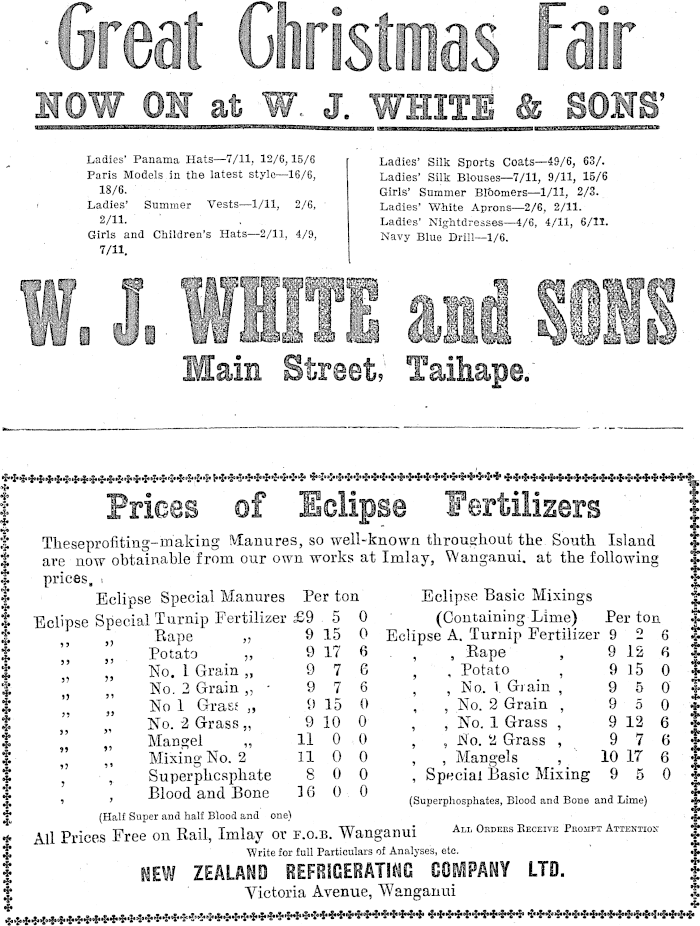 Great Christmas Fair
NOW ON at W. J. WHITE & SONS'
Ladies' Panama Hats—7/11, 12/6, 15/6
Paris Models in the latest style—16/6,
18/6.
Ladies' Summer Vests—1/11, 2/6,
2/11.
Girls and Children's Hats—2/11, 4/9,
7/11.
Ladies' Silk Sports Coats—49/6, 63/.
Ladies' Silk Blouses—7/11, 9/11, 15/6
Girls' Summer Bloomers—1/11, 2/3.
Ladies' White Aprons—2/6, 2/11.
Ladies' Nightdresses—4/6, 4/11, 6/11.
Navy Blue Drill—1/6.
W. J. WHITE and SONS
Main Street, Taihape.
Prices of Eclipse Fertilizers
Theseprofiting-making Manures, so well-known throughout the South Island
are now obtainable from our own works at Imlay, Wanganui. at the following
prices.
Eclipse Special Manures Per ton
Eclipse Special Turnip Fertilizer £9 5 0
,, ,, Rape ,, 9 15 0
,, ,, Potato ,, 9 17 6
,, ,, No. 1 Grain ,, 9 7 6
,, ,, No. 2 Grain ,, 9 7 6
,, ,, No 1 Grass ,, 9 15 0
,, ,, No. 2 Grass ,, 9 10 0
,, ,, Mangel ,, 11 0 0
,, ,, Mixing No. 2 11 0 0
, , Superphosphate 8 0 0
, , Blood and Bone 16 0 0
(Half Super and half Blood and one)
Eclipse Basic Mixings
(Containing Lime) Per ton
Eclipse A. Turnip Fertilizer 9 2 6
, , Rape , 9 12 6
, , Potato , 9 15 0
, , No. 1 Grain , 9 5 0
, , No. 2 Grain , 9 5 0
, , No. 1 Grass , 9 12 6
, , No. 2 Grass , 9 7 6
, , Mangels , 10 17 6
, Special Basic Mixing 9 5 0
(Superphosphates, Blood and Bone and Lime)
All Prices Free on Rail, Imlay or F.O.B. Wanganui
ALL ORDERS RECEIVE PROMPT ATTENTION
Write for full Particulars of Analyses, etc.
NEW ZEALAND REFRIGERATING COMPANY LTD.
Victoria Avenue, Wanganui